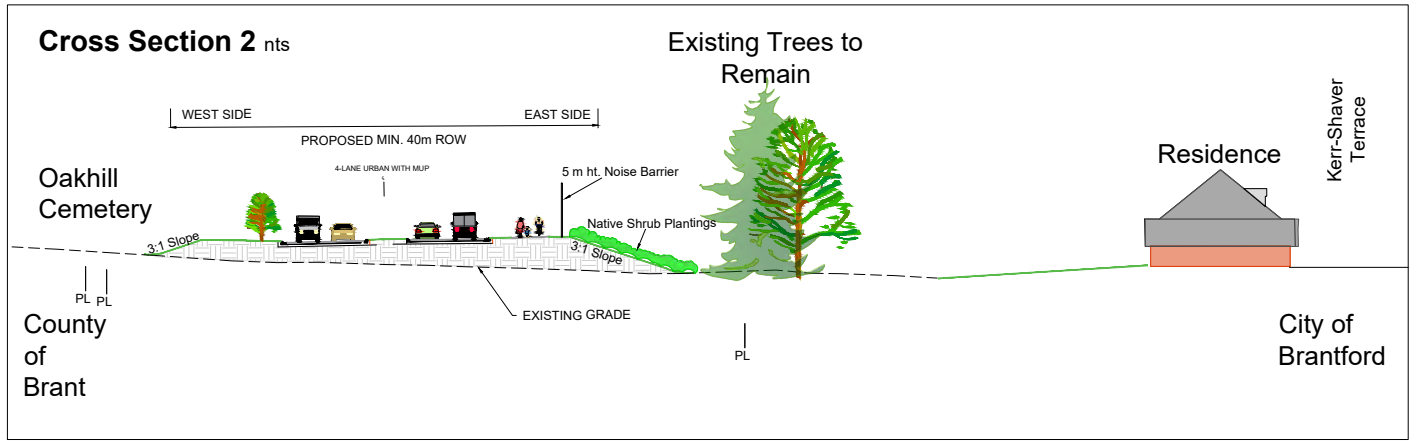 Cross Section 2 nts
Existing Trees to
Remain
WEST SIDE
EAST SIDE
PROPOSED MIN. 40m ROW
4-LANE URBAN WITH MUP
Oakhill
Cemetery
5 m ht. Noise Barrier
Residence
Kerr-Shaver
Terrace
Native Shrub Plantings
3:1 Slope
3:1 Slope
PL
PL
EXISTING GRADE
PL
County
of
Brant
City of
Brantford